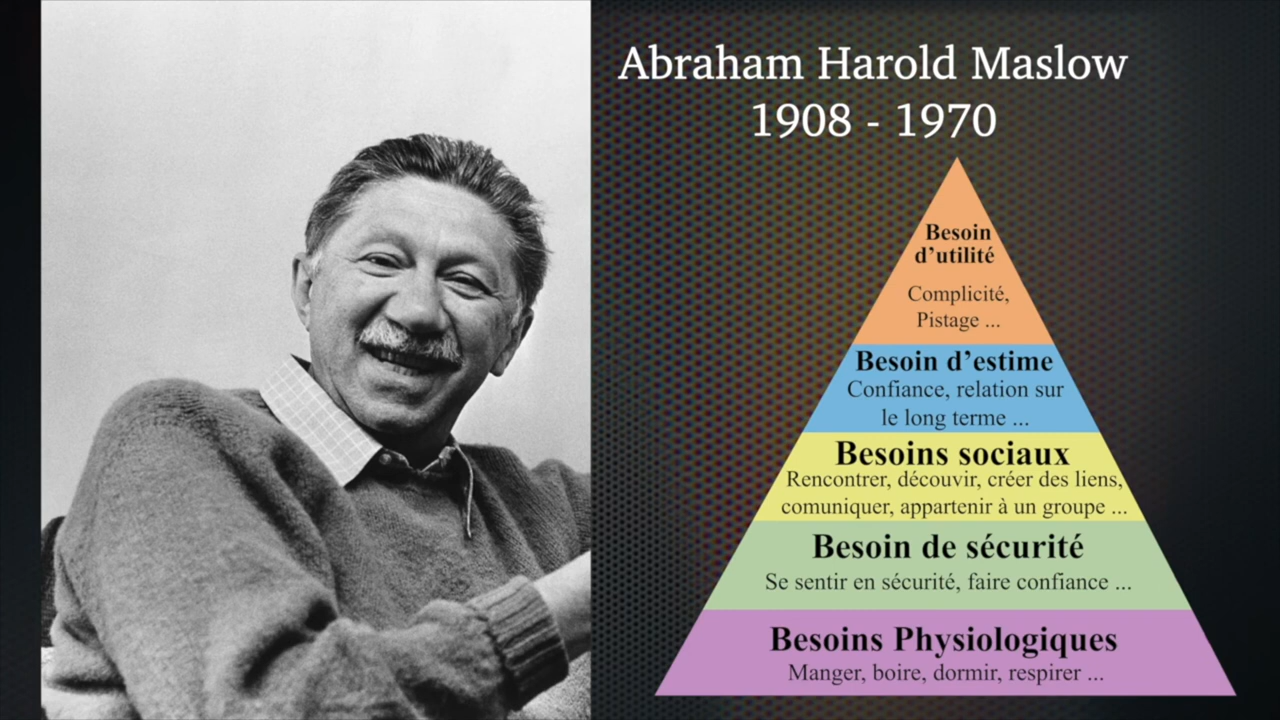 Abraham Harold Maslow
1908 - 1970
Besoin
d'utilité
Complicité,
Pistage ...
Besoin d'estime
Confiance, relation sur
le long terme ...
Besoins sociaux
Rencontrer, découvir, créer des liens,
comuniquer, appartenir à un groupe ...
Besoin de sécurité
Se sentir en sécurité, faire confiance ...
Besoins Physiologiques
Manger, boire, dormir, respirer ...